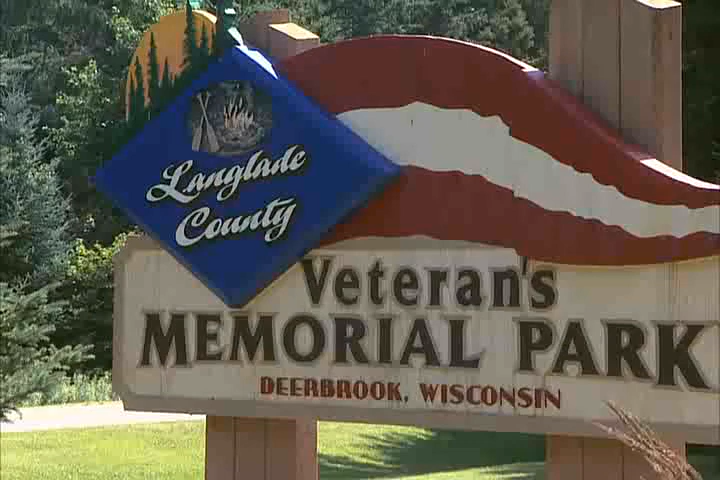 Langlade
County
Veteran's
MEMORIAL PARK
DEERBROOK, WISCONSIN